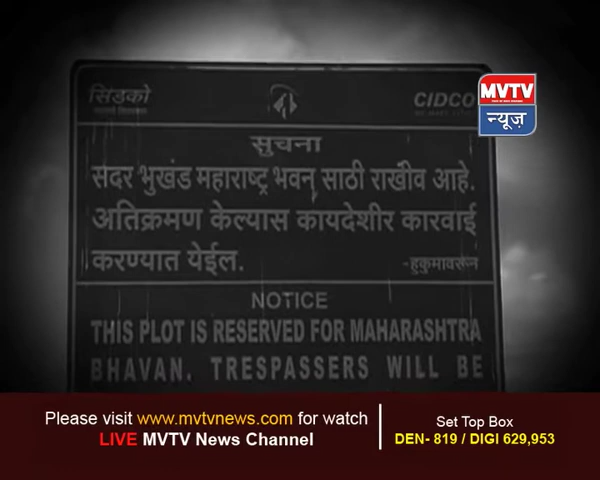 सिडको
CIDCO
MVTV
न्यूज़
सुचना
सदर भुखंड महाराष्ट्र भवन साठी राखीव आहे.
अतिक्रमण केल्यास कायदेशीर कारवाई
करण्यात येईल.
-हुकुमावरून
NOTICE
THIS PLOT IS RESERVED FOR MAHARASHTRA
BHAVAN. TRESPASSERS WILL BE
Please visit www.mvtvnews.com for watch
LIVE MVTV News Channel
Set Top Box
DEN- 819 / DIGI 629,953